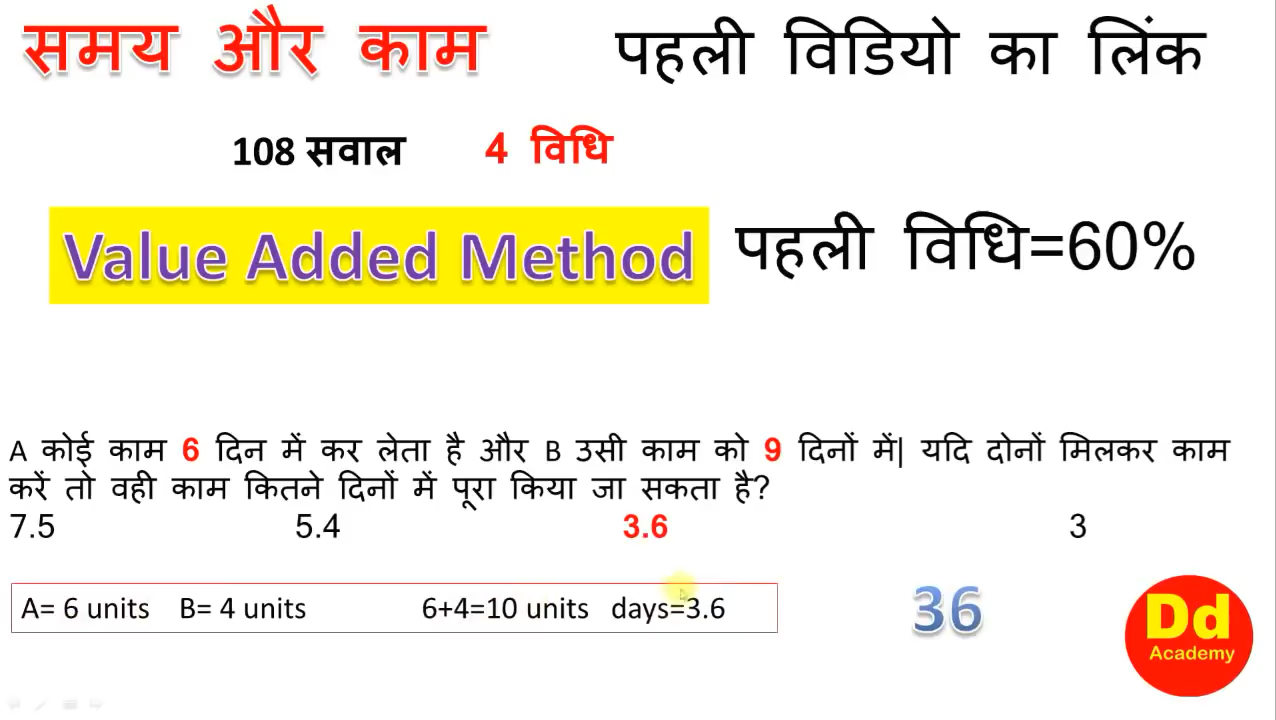 समय और काम
पहली विडियो का लिंक
108 सवाल 4 विधि
Value Added Method
पहली विधि=60%
A कोई काम 6 दिन में कर लेता है और B उसी काम को 9 दिनों में| यदि दोनों मिलकर काम
करें तो वही काम कितने दिनों में पूरा किया जा सकता है?
7.5 5.4 3.6 3
A= 6 units B= 4 units 6+4=10 units days=3.6
36
Dd
Academy